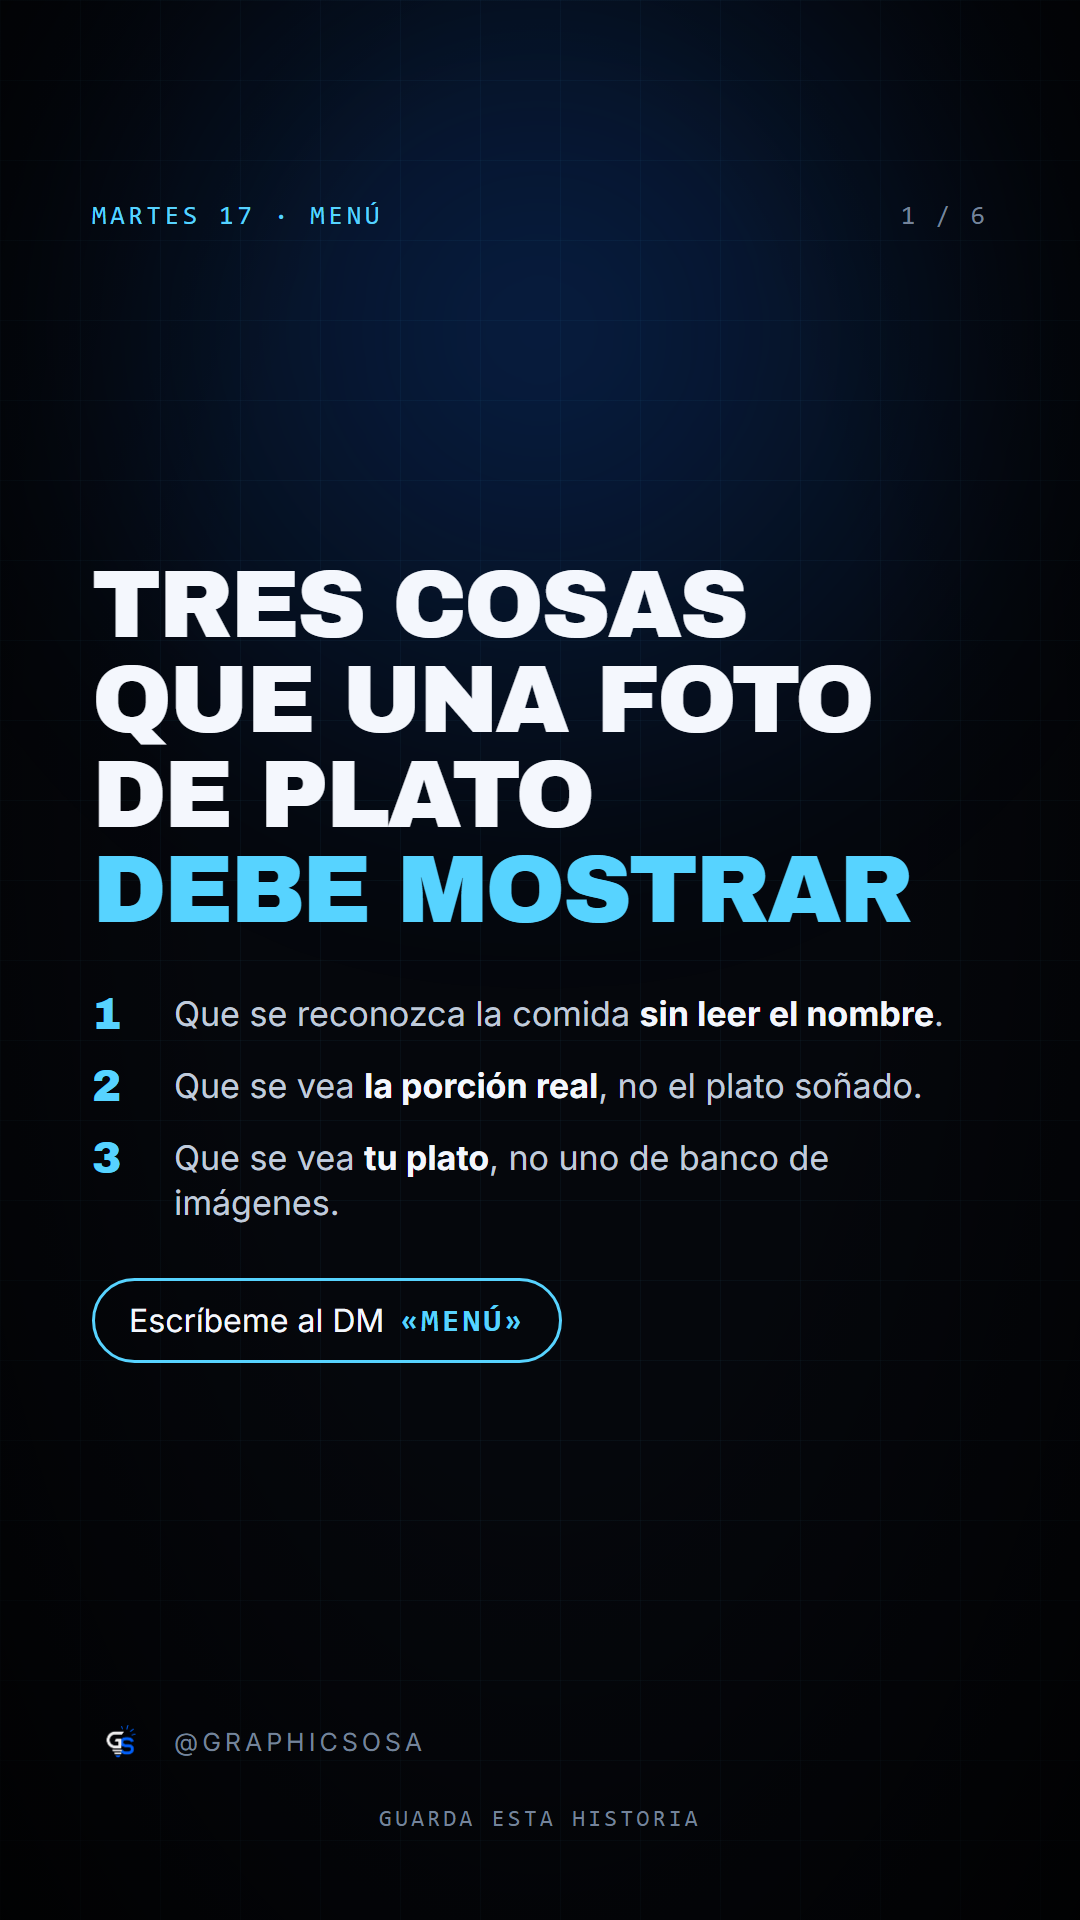 MARTES 17 · MENÚ
1 / 6
TRES COSAS
QUE UNA FOTO
DE PLATO
DEBE MOSTRAR
1 Que se reconozca la comida sin leer el nombre.
2 Que se vea la porción real, no el plato soñado.
3 Que se vea tu plato, no uno de banco de
imágenes.
Escríbeme al DM «MENÚ»
GS @GRAPHICSOSA
GUARDA ESTA HISTORIA